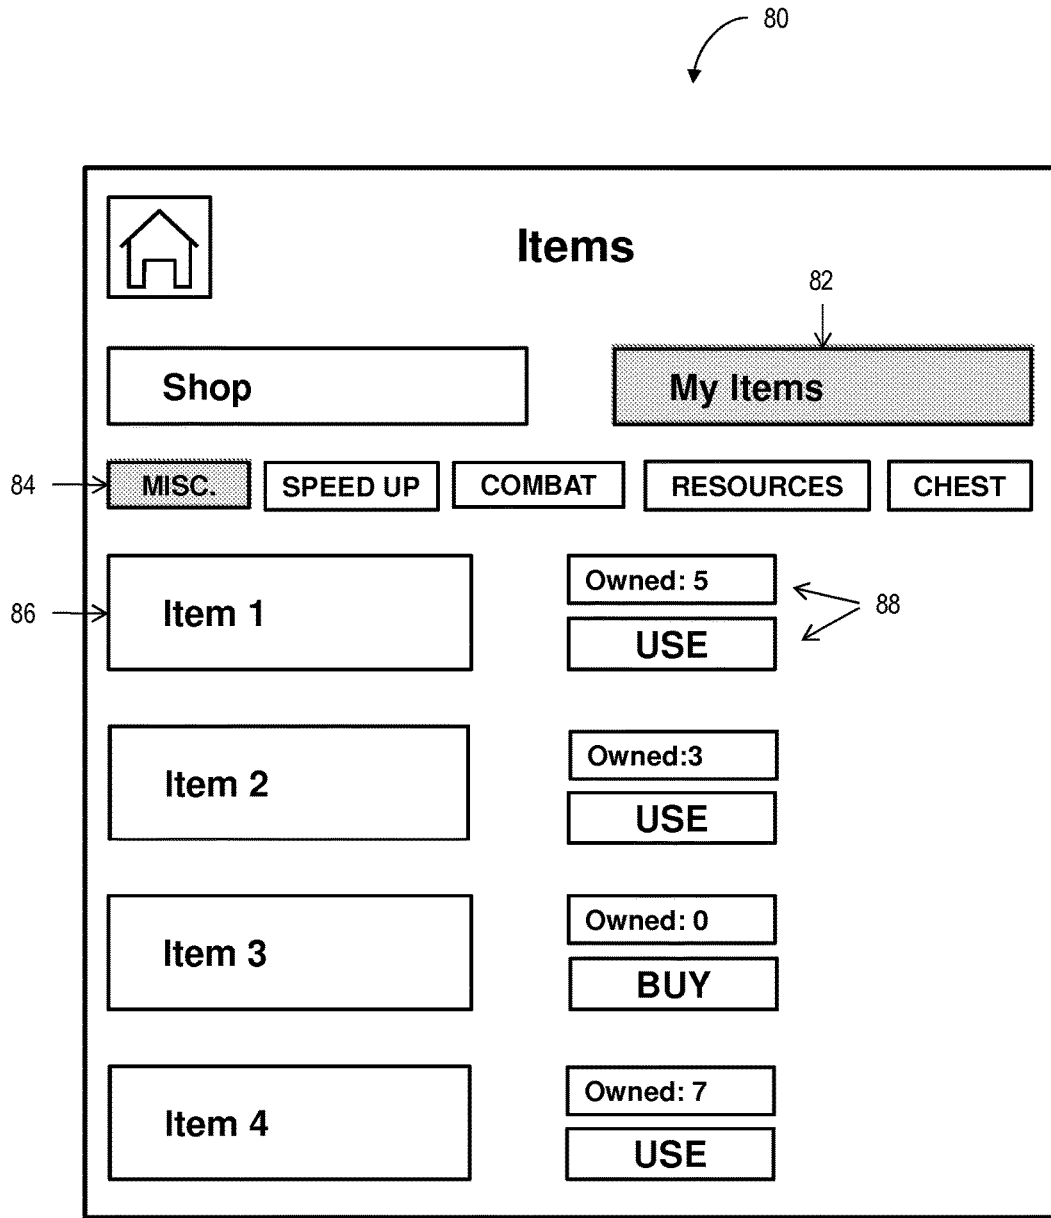 80
Items
82
Shop
My Items
84
MISC.
SPEED UP
COMBAT
RESOURCES
CHEST
86
Item 1
Owned: 5
88
USE
Item 2
Owned:3
USE
Item 3
Owned: 0
BUY
Item 4
Owned: 7
USE